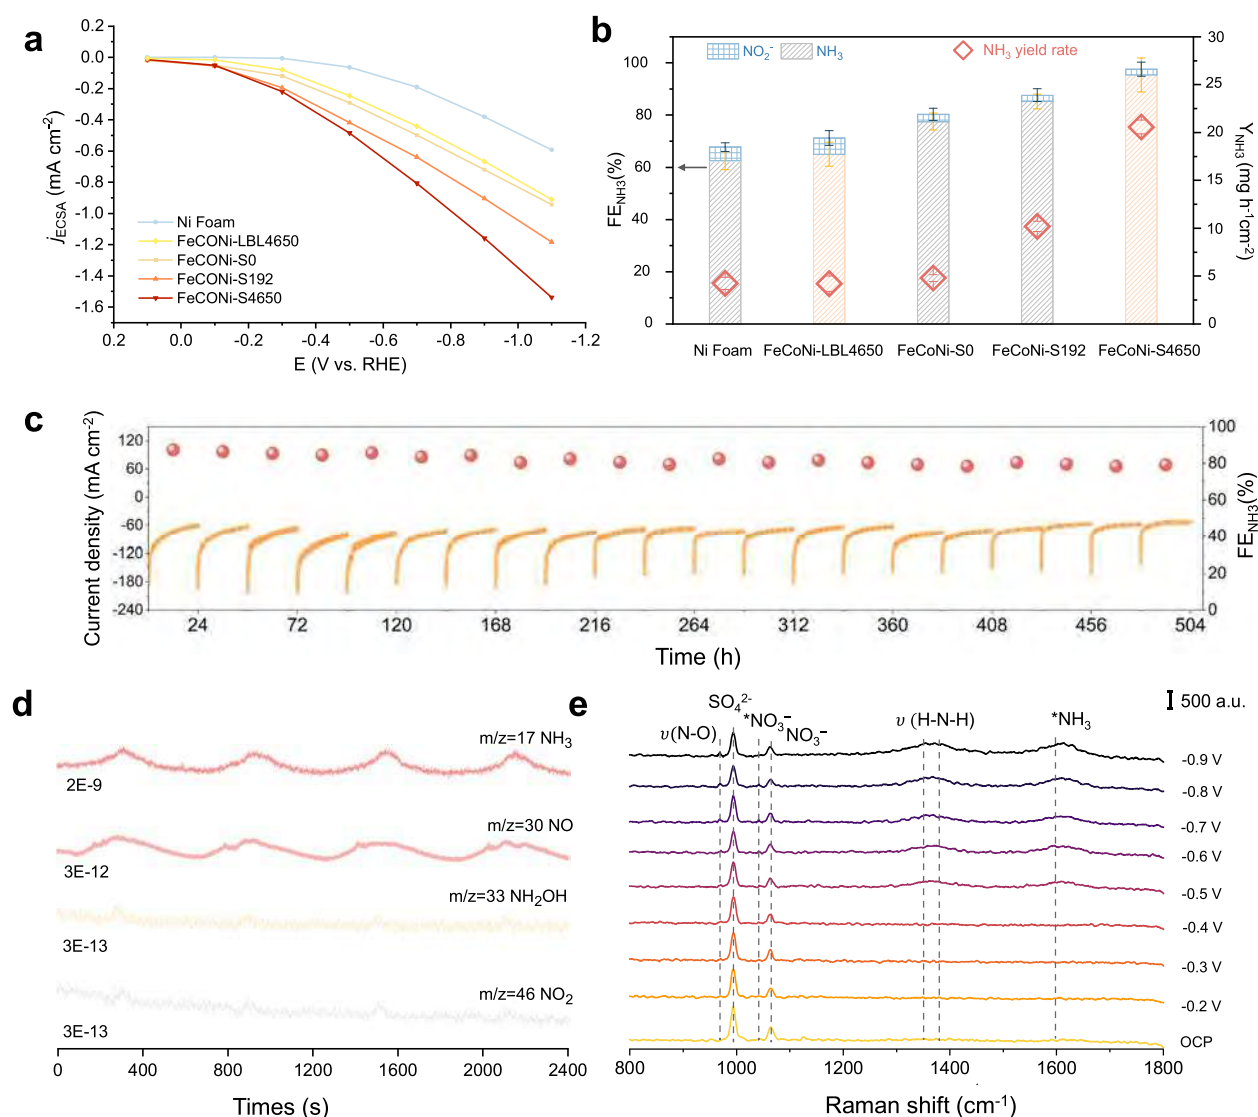 a
0.2
0.0
-0.2
-0.4
-0.6
-0.8
-1.0
-1.2
-1.4
-1.6
jECSA (mA cm-2)
Ni Foam
FeCONi-LBL4650
FeCONi-S0
FeCONi-S192
FeCONi-S4650
0.2 0.0 -0.2 -0.4 -0.6 -0.8 -1.0 -1.2
E (V vs. RHE)
b
NO2- NH3 NH3 yield rate
100
80
60
40
20
0
FENH3(%)
30
25
20
15
10
5
0
YNH3 (mg h-1cm-2)
Ni Foam FeCoNi-LBL4650 FeCoNi-S0 FeCoNi-S192 FeCoNi-S4650
c
120
60
0
-60
-120
-180
-240
Current density (mA cm-2)
100
80
60
40
20
0
FENH3 (%)
24 72 120 168 216 264 312 360 408 456 504
Time (h)
d
m/z=17 NH3
2E-9
m/z=30 NO
3E-12
m/z=33 NH2OH
3E-13
m/z=46 NO2
3E-13
0 400 800 1200 1600 2000 2400
Times (s)
e
500 a.u.
SO42-
υ(N-O)
*NO3-
NO3-
υ (H-N-H)
*NH3
-0.9 V
-0.8 V
-0.7 V
-0.6 V
-0.5 V
-0.4 V
-0.3 V
-0.2 V
OCP
800 1000 1200 1400 1600 1800
Raman shift (cm-1)